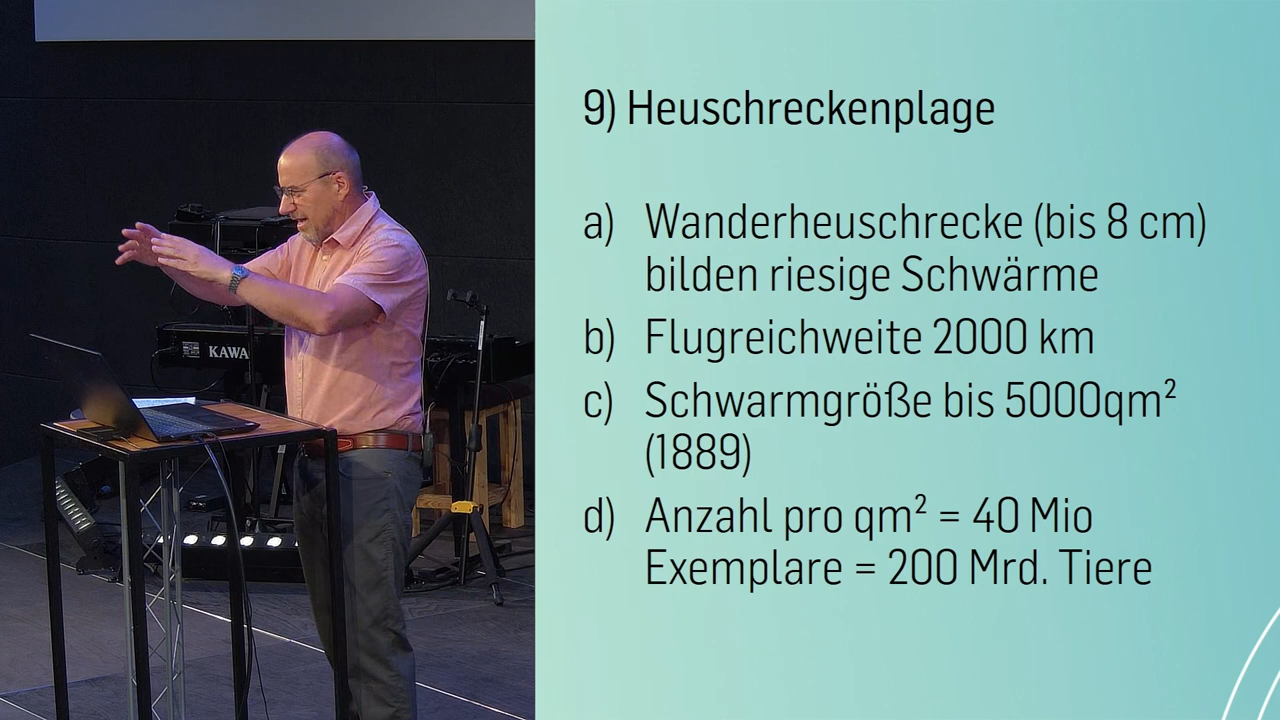 9) Heuschreckenplage
a) Wanderheuschrecke (bis 8 cm)
bilden riesige Schwärme
b) Flugreichweite 2000 km
c) Schwarmgröße bis 5000qm²
(1889)
d) Anzahl pro qm² = 40 Mio
Exemplare = 200 Mrd. Tiere
KAWA